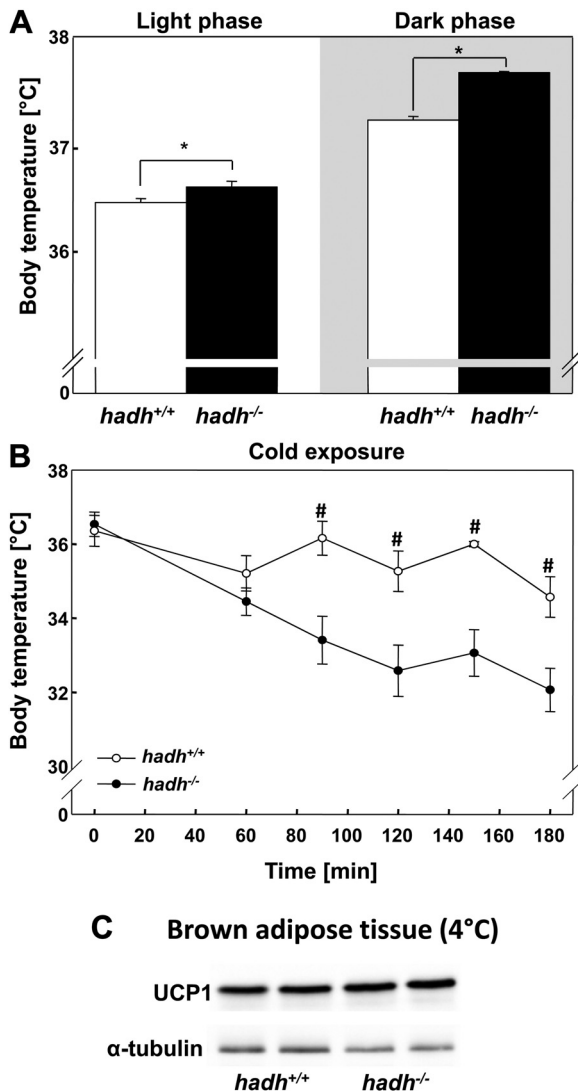 A
Light phase
Dark phase
Body temperature [°C]
38
37
36
0
*
*
hadh+/+
hadh-/-
hadh+/+
hadh-/-
B
Cold exposure
Body temperature [°C]
38
36
34
32
30
0
#
#
#
#
hadh+/+
hadh-/-
0 20 40 60 80 100 120 140 160 180
Time [min]
C
Brown adipose tissue (4°C)
UCP1
α-tubulin
hadh+/+ hadh-/-